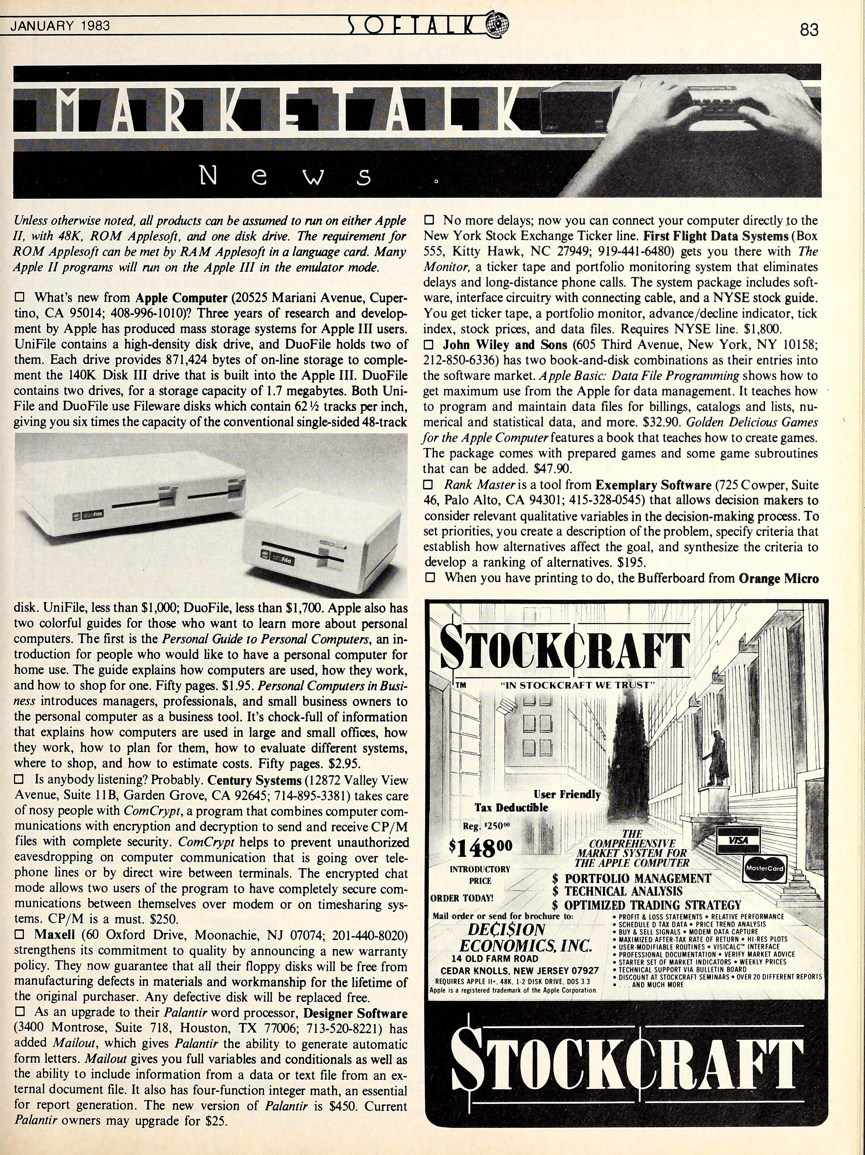 JANUARY 1983
SOFTALK
83
MARKETALK
News
Unless otherwise noted, all products can be assumed to run on either Apple
II, with 48K, ROM Applesoft, and one disk drive. The requirement for
ROM Applesoft can be met by RAM Applesoft in a language card. Many
Apple II programs will run on the Apple III in the emulator mode.
□ What's new from Apple Computer (20525 Mariani Avenue, Cuper-
tino, CA 95014; 408-996-1010)? Three years of research and develop-
ment by Apple has produced mass storage systems for Apple III users.
UniFile contains a high-density disk drive, and DuoFile holds two of
them. Each drive provides 871,424 bytes of on-line storage to comple-
ment the 140K Disk III drive that is built into the Apple III. DuoFile
contains two drives, for a storage capacity of 1.7 megabytes. Both Uni-
File and DuoFile use Fileware disks which contain 62 ½ tracks per inch,
giving you six times the capacity of the conventional single-sided 48-track
disk. UniFile, less than $1,000; DuoFile, less than $1,700. Apple also has
two colorful guides for those who want to learn more about personal
computers. The first is the Personal Guide to Personal Computers, an in-
troduction for people who would like to have a personal computer for
home use. The guide explains how computers are used, how they work,
and how to shop for one. Fifty pages. $1.95. Personal Computers in Busi-
ness introduces managers, professionals, and small business owners to
the personal computer as a business tool. It's chock-full of information
that explains how computers are used in large and small offices, how
they work, how to plan for them, how to evaluate different systems,
where to shop, and how to estimate costs. Fifty pages. $2.95.
□ Is anybody listening? Probably. Century Systems (12872 Valley View
Avenue, Suite 11B, Garden Grove, CA 92645; 714-895-3381) takes care
of nosy people with ComCrypt, a program that combines computer com-
munications with encryption and decryption to send and receive CP/M
files with complete security. ComCrypt helps to prevent unauthorized
eavesdropping on computer communication that is going over tele-
phone lines or by direct wire between terminals. The encrypted chat
mode allows two users of the program to have completely secure com-
munications between themselves over modem or on timesharing sys-
tems. CP/M is a must. $250.
□ Maxell (60 Oxford Drive, Moonachie, NJ 07074; 201-440-8020)
strengthens its commitment to quality by announcing a new warranty
policy. They now guarantee that all their floppy disks will be free from
manufacturing defects in materials and workmanship for the lifetime of
the original purchaser. Any defective disk will be replaced free.
□ As an upgrade to their Palantir word processor, Designer Software
(3400 Montrose, Suite 718, Houston, TX 77006; 713-520-8221) has
added Mailout, which gives Palantir the ability to generate automatic
form letters. Mailout gives you full variables and conditionals as well as
the ability to include information from a data or text file from an ex-
ternal document file. It also has four-function integer math, an essential
for report generation. The new version of Palantir is $450. Current
Palantir owners may upgrade for $25.
□ No more delays; now you can connect your computer directly to the
New York Stock Exchange Ticker line. First Flight Data Systems (Box
555, Kitty Hawk, NC 27949; 919-441-6480) gets you there with The
Monitor, a ticker tape and portfolio monitoring system that eliminates
delays and long-distance phone calls. The system package includes soft-
ware, interface circuitry with connecting cable, and a NYSE stock guide.
You get ticker tape, a portfolio monitor, advance/decline indicator, tick
index, stock prices, and data files. Requires NYSE line. $1,800.
□ John Wiley and Sons (605 Third Avenue, New York, NY 10158;
212-850-6336) has two book-and-disk combinations as their entries into
the software market. Apple Basic: Data File Programming shows how to
get maximum use from the Apple for data management. It teaches how
to program and maintain data files for billings, catalogs and lists, nu-
merical and statistical data, and more. $32.90. Golden Delicious Games
for the Apple Computer features a book that teaches how to create games.
The package comes with prepared games and some game subroutines
that can be added. $47.90.
□ Rank Master is a tool from Exemplary Software (725 Cowper, Suite
46, Palo Alto, CA 94301; 415-328-0545) that allows decision makers to
consider relevant qualitative variables in the decision-making process. To
set priorities, you create a description of the problem, specify criteria that
establish how alternatives affect the goal, and synthesize the criteria to
develop a ranking of alternatives. $195.
□ When you have printing to do, the Bufferboard from Orange Micro
STOCKCRAFT
TM
"IN STOCKCRAFT WE TRUST"
User Friendly
Tax Deductible
Reg. $250.00
$148.00
INTRODUCTORY
PRICE
ORDER TODAY!
THE
COMPREHENSIVE
MARKET SYSTEM FOR
THE APPLE COMPUTER
VISA
MasterCard
$ PORTFOLIO MANAGEMENT
$ TECHNICAL ANALYSIS
$ OPTIMIZED TRADING STRATEGY
Mail order or send for brochure to:
DECI$ION
ECONOMICS, INC.
14 OLD FARM ROAD
CEDAR KNOLLS, NEW JERSEY 07927
REQUIRES APPLE II+, 48K, 1-2 DISK DRIVE, DOS 3.3
Apple is a registered trademark of the Apple Corporation.
• PROFIT & LOSS STATEMENTS • RELATIVE PERFORMANCE
• SCHEDULE D TAX DATA • PRICE TREND ANALYSIS
• BUY & SELL SIGNALS • MODEM DATA CAPTURE
• MAXIMIZED AFTER-TAX RATE OF RETURN • HI-RES PLOTS
• USER-MODIFIABLE ROUTINES • VISICALC™ INTERFACE
• PROFESSIONAL DOCUMENTATION • VERIFY MARKET ADVICE
• STARTER SET OF MARKET INDICATORS • WEEKLY PRICES
• TECHNICAL SUPPORT VIA BULLETIN BOARD
• DISCOUNT AT STOCKCRAFT SEMINARS • OVER 20 DIFFERENT REPORTS
• . . . AND MUCH MORE
STOCKCRAFT